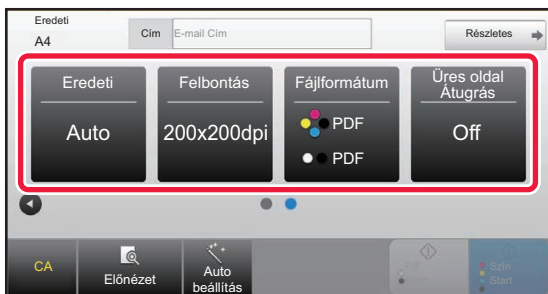 Eredeti
A4
Cím
E-mail Cím
Részletes
Eredeti
Auto
Felbontás
200x200dpi
Fájlformátum
PDF
PDF
Üres oldal
Átugrás
Off
CA
Előnézet
Auto
beállítás
Szín
Start